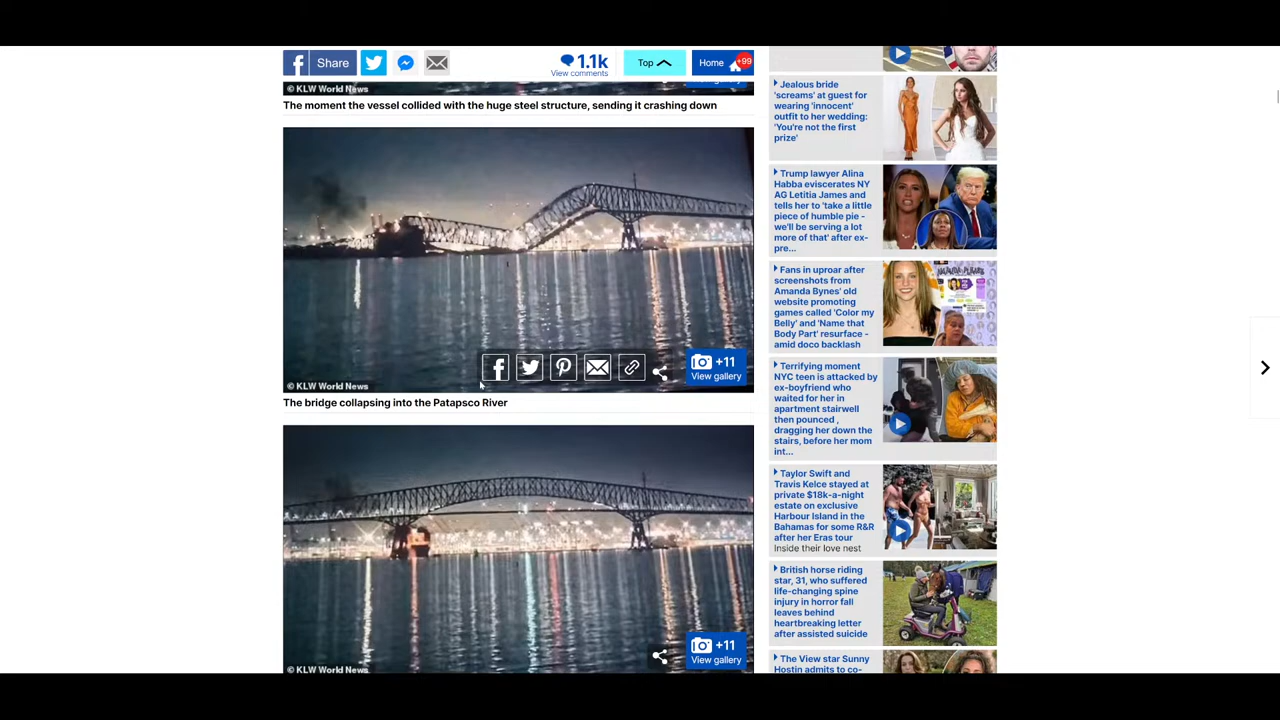 Share
1.1k
View comments
Top
Home
+99
© KLW World News
The moment the vessel collided with the huge steel structure, sending it crashing down
+11
View gallery
© KLW World News
The bridge collapsing into the Patapsco River
+11
View gallery
© KLW World News
Jealous bride
'screams' at guest for
wearing 'innocent'
outfit to her wedding:
'You're not the first
prize'
Trump lawyer Alina
Habba eviscerates NY
AG Letitia James and
tells her to 'take a little
piece of humble pie -
we'll be serving a lot
more of that' after ex-
pre...
Fans in uproar after
screenshots from
Amanda Bynes' old
website promoting
games called 'Color my
Belly' and 'Name that
Body Part' resurface -
amid doco backlash
Terrifying moment
NYC teen is attacked by
ex-boyfriend who
waited for her in
apartment stairwell
then pounced ,
dragging her down the
stairs, before her mom
int...
Taylor Swift and
Travis Kelce stayed at
private $18k-a-night
estate on exclusive
Harbour Island in the
Bahamas for some R&R
after her Eras tour
Inside their love nest
British horse riding
star, 31, who suffered
life-changing spine
injury in horror fall
leaves behind
heartbreaking letter
after assisted suicide
The View star Sunny
Hostin admits to co-